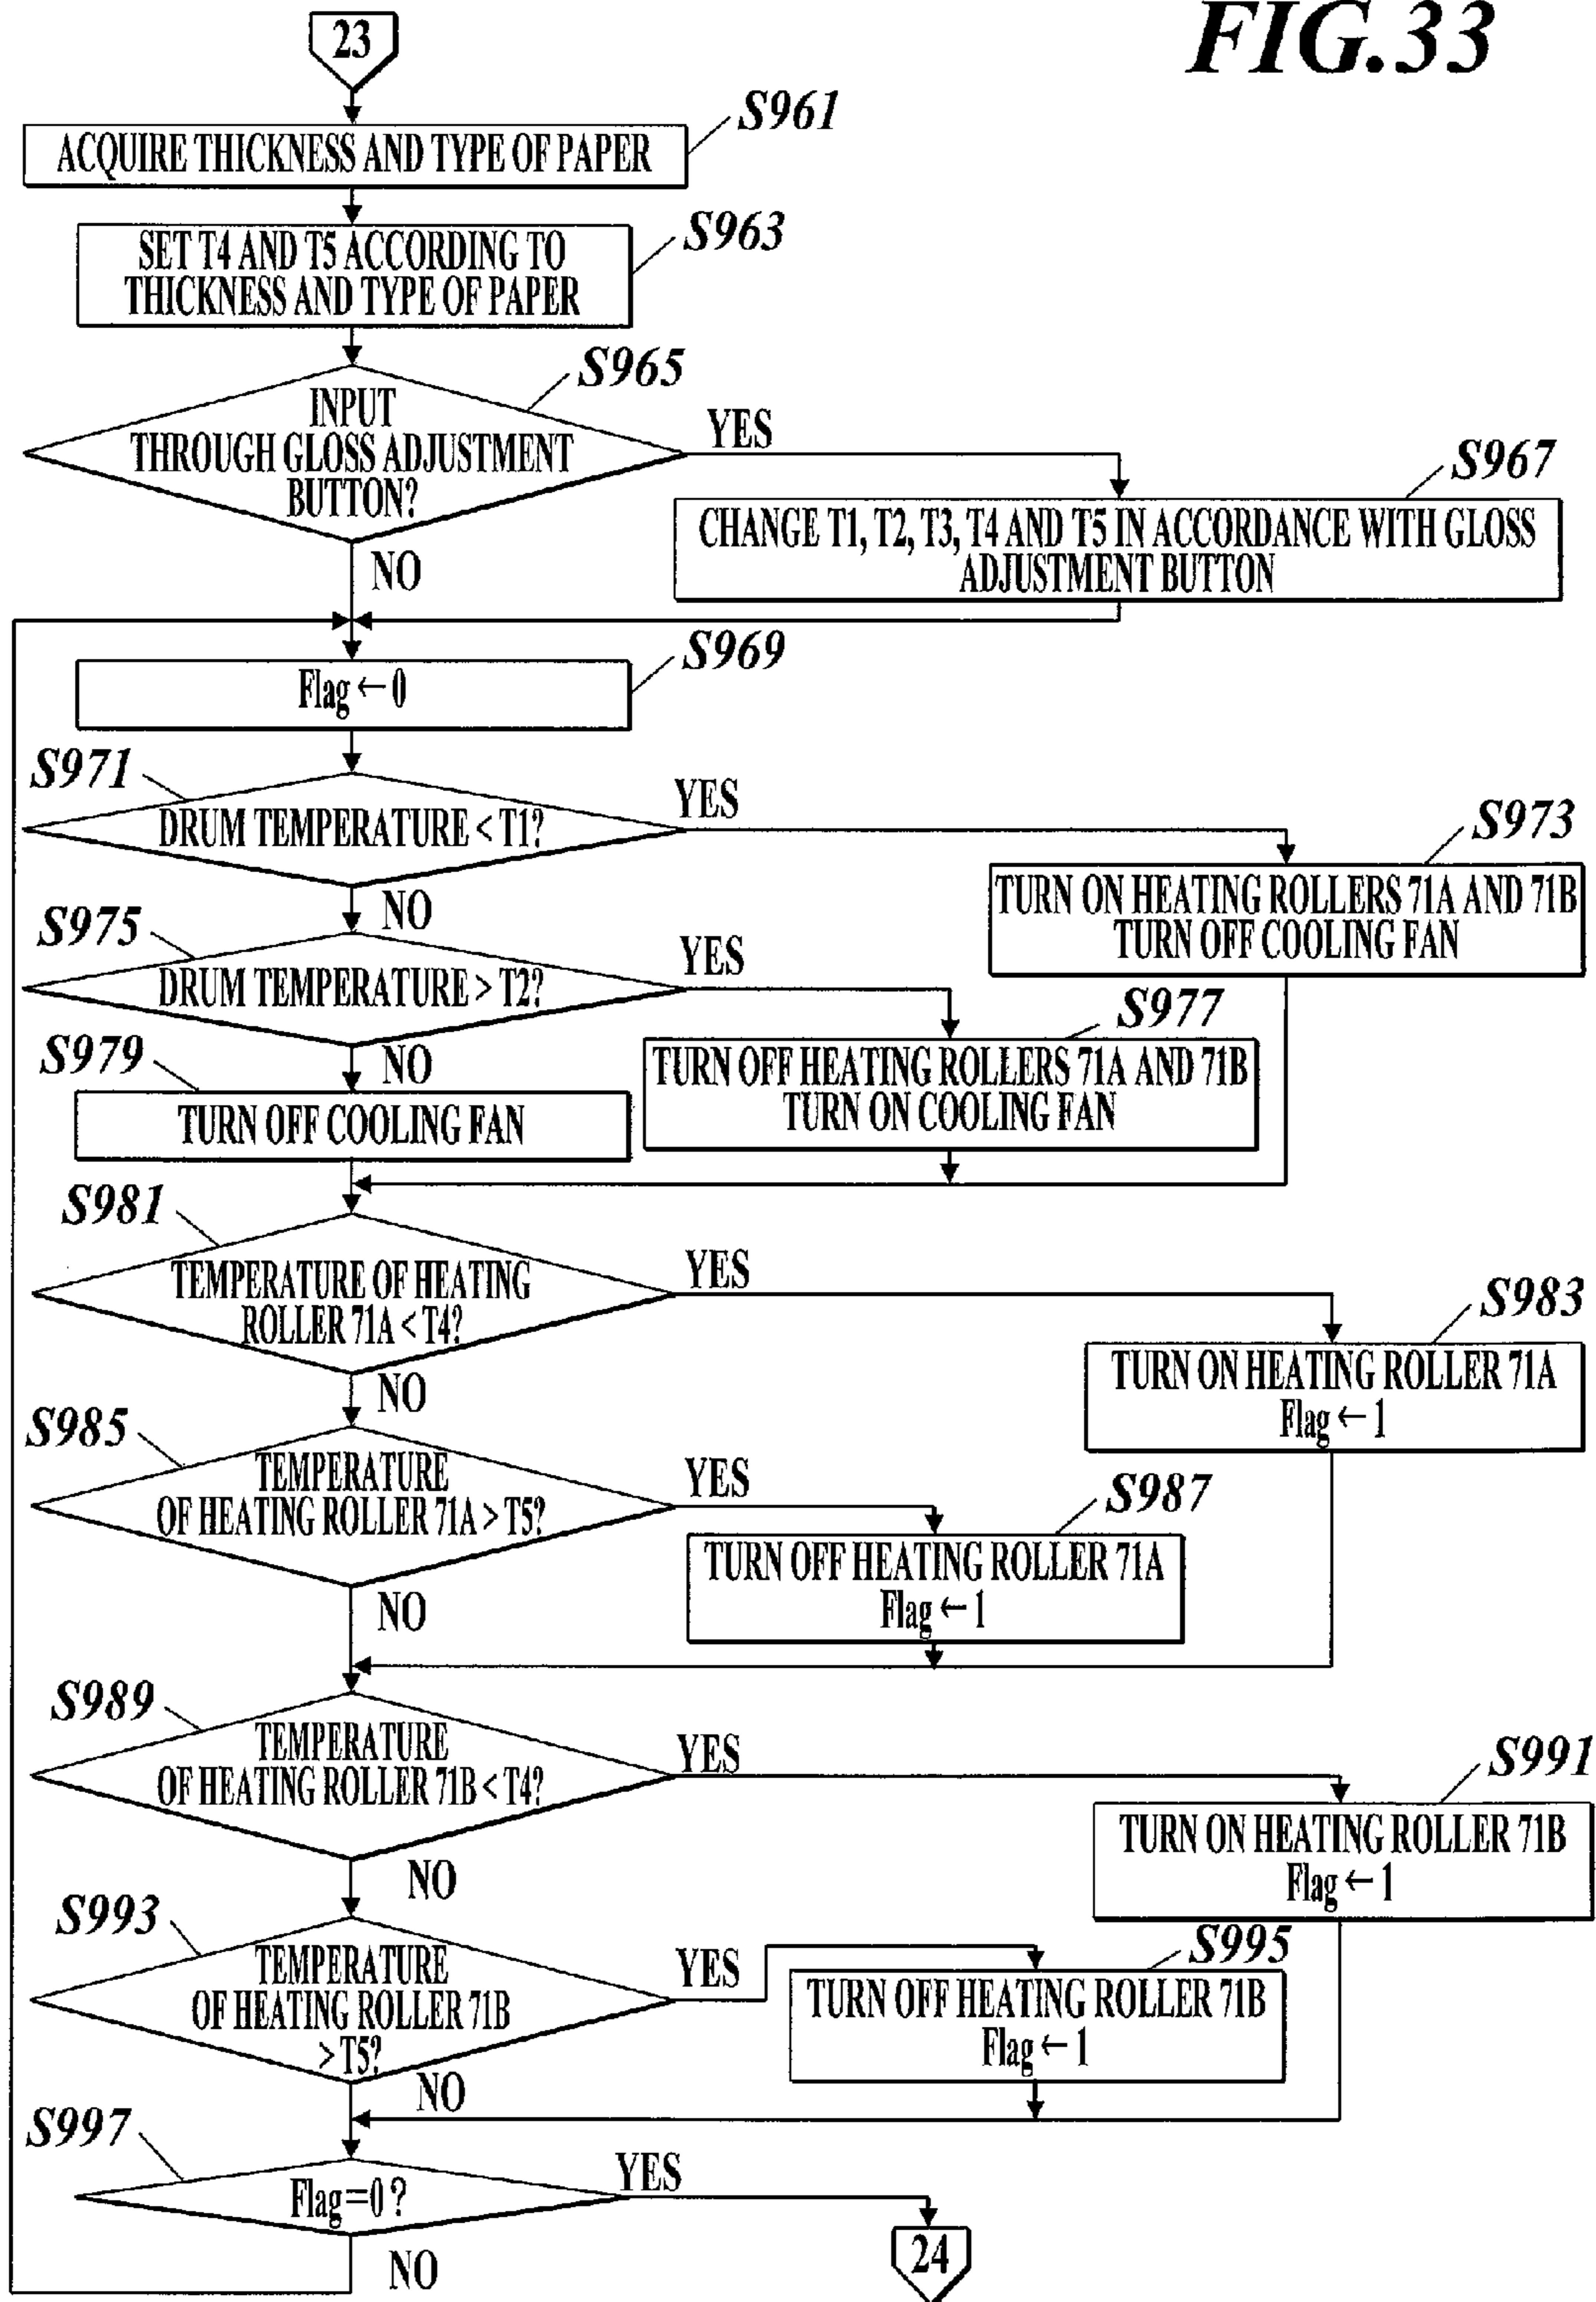 FIG.33
23
S961
ACQUIRE THICKNESS AND TYPE OF PAPER
S963
SET T4 AND T5 ACCORDING TO
THICKNESS AND TYPE OF PAPER
S965
INPUT
THROUGH GLOSS ADJUSTMENT
BUTTON?
YES
NO
S967
CHANGE T1, T2, T3, T4 AND T5 IN ACCORDANCE WITH GLOSS
ADJUSTMENT BUTTON
S969
Flag ← 0
S971
DRUM TEMPERATURE < T1?
YES
NO
S973
TURN ON HEATING ROLLERS 71A AND 71B
TURN OFF COOLING FAN
S975
DRUM TEMPERATURE > T2?
YES
NO
S977
TURN OFF HEATING ROLLERS 71A AND 71B
TURN ON COOLING FAN
S979
TURN OFF COOLING FAN
S981
TEMPERATURE OF HEATING
ROLLER 71A < T4?
YES
NO
S983
TURN ON HEATING ROLLER 71A
Flag ← 1
S985
TEMPERATURE
OF HEATING ROLLER 71A > T5?
YES
NO
S987
TURN OFF HEATING ROLLER 71A
Flag ← 1
S989
TEMPERATURE
OF HEATING ROLLER 71B < T4?
YES
NO
S991
TURN ON HEATING ROLLER 71B
Flag ← 1
S993
TEMPERATURE
OF HEATING ROLLER 71B
> T5?
YES
NO
S995
TURN OFF HEATING ROLLER 71B
Flag ← 1
S997
Flag=0 ?
YES
NO
24